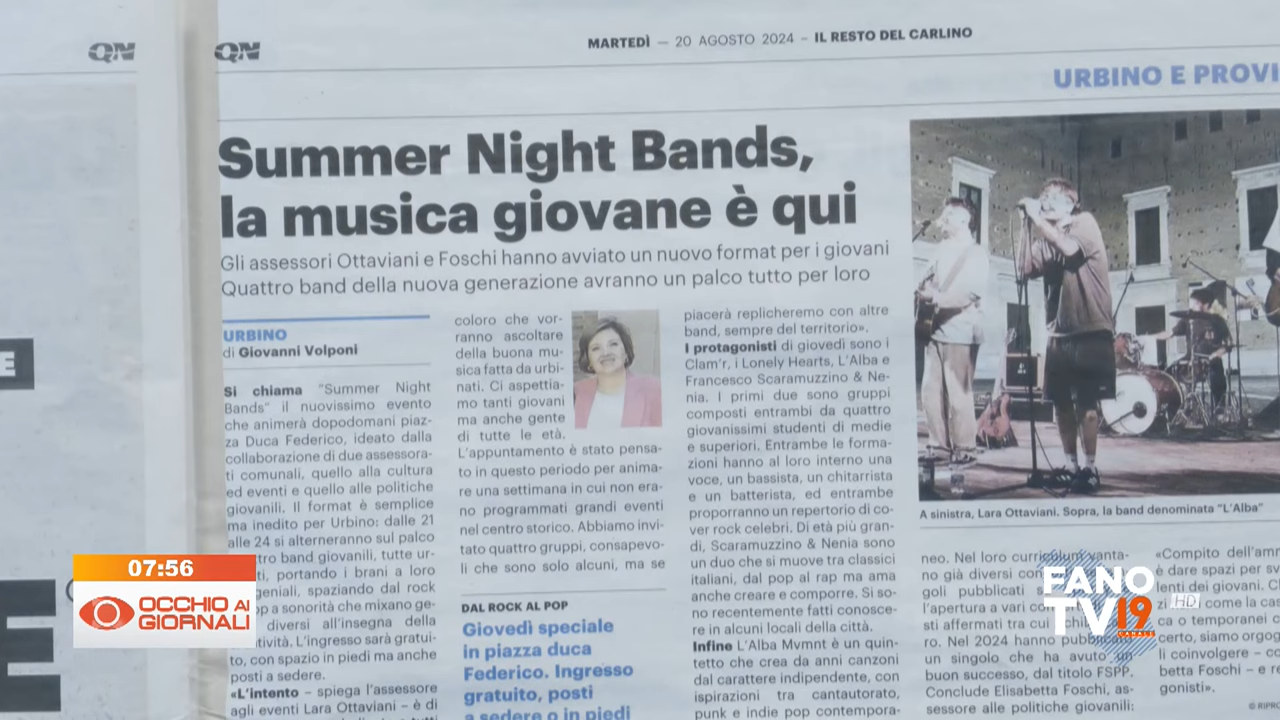 QN
QN
MARTEDÌ — 20 AGOSTO 2024 – IL RESTO DEL CARLINO
URBINO E PROVI
Summer Night Bands,
la musica giovane è qui
Gli assessori Ottaviani e Foschi hanno avviato un nuovo format per i giovani
Quattro band della nuova generazione avranno un palco tutto per loro
URBINO
di Giovanni Volponi
Si chiama "Summer Night
Bands" il nuovissimo evento
che animerà dopodomani piaz-
za Duca Federico, ideato dalla
collaborazione di due assessora-
ti comunali, quello alla cultura
ed eventi e quello alle politiche
giovanili. Il format è semplice
ma inedito per Urbino: dalle 21
alle 24 si alterneranno sul palco
tro band giovanili, tutte ur-
ti, portando i brani a loro
eniali, spaziando dal rock
p a sonorità che mixano ge-
diversi all'insegna della
tività. L'ingresso sarà gratui-
to, con spazio in piedi ma anche
posti a sedere.
«L'intento – spiega l'assessore
agli eventi Lara Ottaviani – è di
coloro che vor-
ranno ascoltare
della buona mu-
sica fatta da urbi-
nati. Ci aspettia-
mo tanti giovani
ma anche gente
di tutte le età.
L'appuntamento è stato pensa-
to in questo periodo per anima-
re una settimana in cui non era-
no programmati grandi eventi
nel centro storico. Abbiamo invi-
tato quattro gruppi, consapevo-
li che sono solo alcuni, ma se
DAL ROCK AL POP
Giovedì speciale
in piazza duca
Federico. Ingresso
gratuito, posti
a sedere o in piedi
piacerà replicheremo con altre
band, sempre del territorio».
I protagonisti di giovedì sono i
Clam'r, i Lonely Hearts, L'Alba e
Francesco Scaramuzzino & Ne-
nia. I primi due sono gruppi
composti entrambi da quattro
giovanissimi studenti di medie
e superiori. Entrambe le forma-
zioni hanno al loro interno una
voce, un bassista, un chitarrista
e un batterista, ed entrambe
proporranno un repertorio di co-
ver rock celebri. Di età più gran-
di, Scaramuzzino & Nenia sono
un duo che si muove tra classici
italiani, dal pop al rap ma ama
anche creare e comporre. Si so-
no recentemente fatti conosce-
re in alcuni locali della città.
Infine L'Alba Mvmnt è un quin-
tetto che crea da anni canzoni
dal carattere indipendente, con
ispirazioni tra cantautorato,
punk e indie pop contempora-
A sinistra, Lara Ottaviani. Sopra, la band denominata "L'Alba"
neo. Nel loro curriculum vanta-
no già diversi con
goli pubblicati
l'apertura a vari co
sti affermati tra cui
ro. Nel 2024 hanno pubblicato
un singolo che ha avuto un
buon successo, dal titolo FSPP.
Conclude Elisabetta Foschi, as-
sessore alle politiche giovanili:
«Compito dell'amm
è dare spazi per sv
lenti dei giovani. C
come la can
ca o temporanei c
certo, siamo orgog
li coinvolgere – co
betta Foschi – e r
gonisti».
© RIPRO
E
E
07:56
OCCHIO AI
GIORNALI
FANO
TV19
CANALE
HD